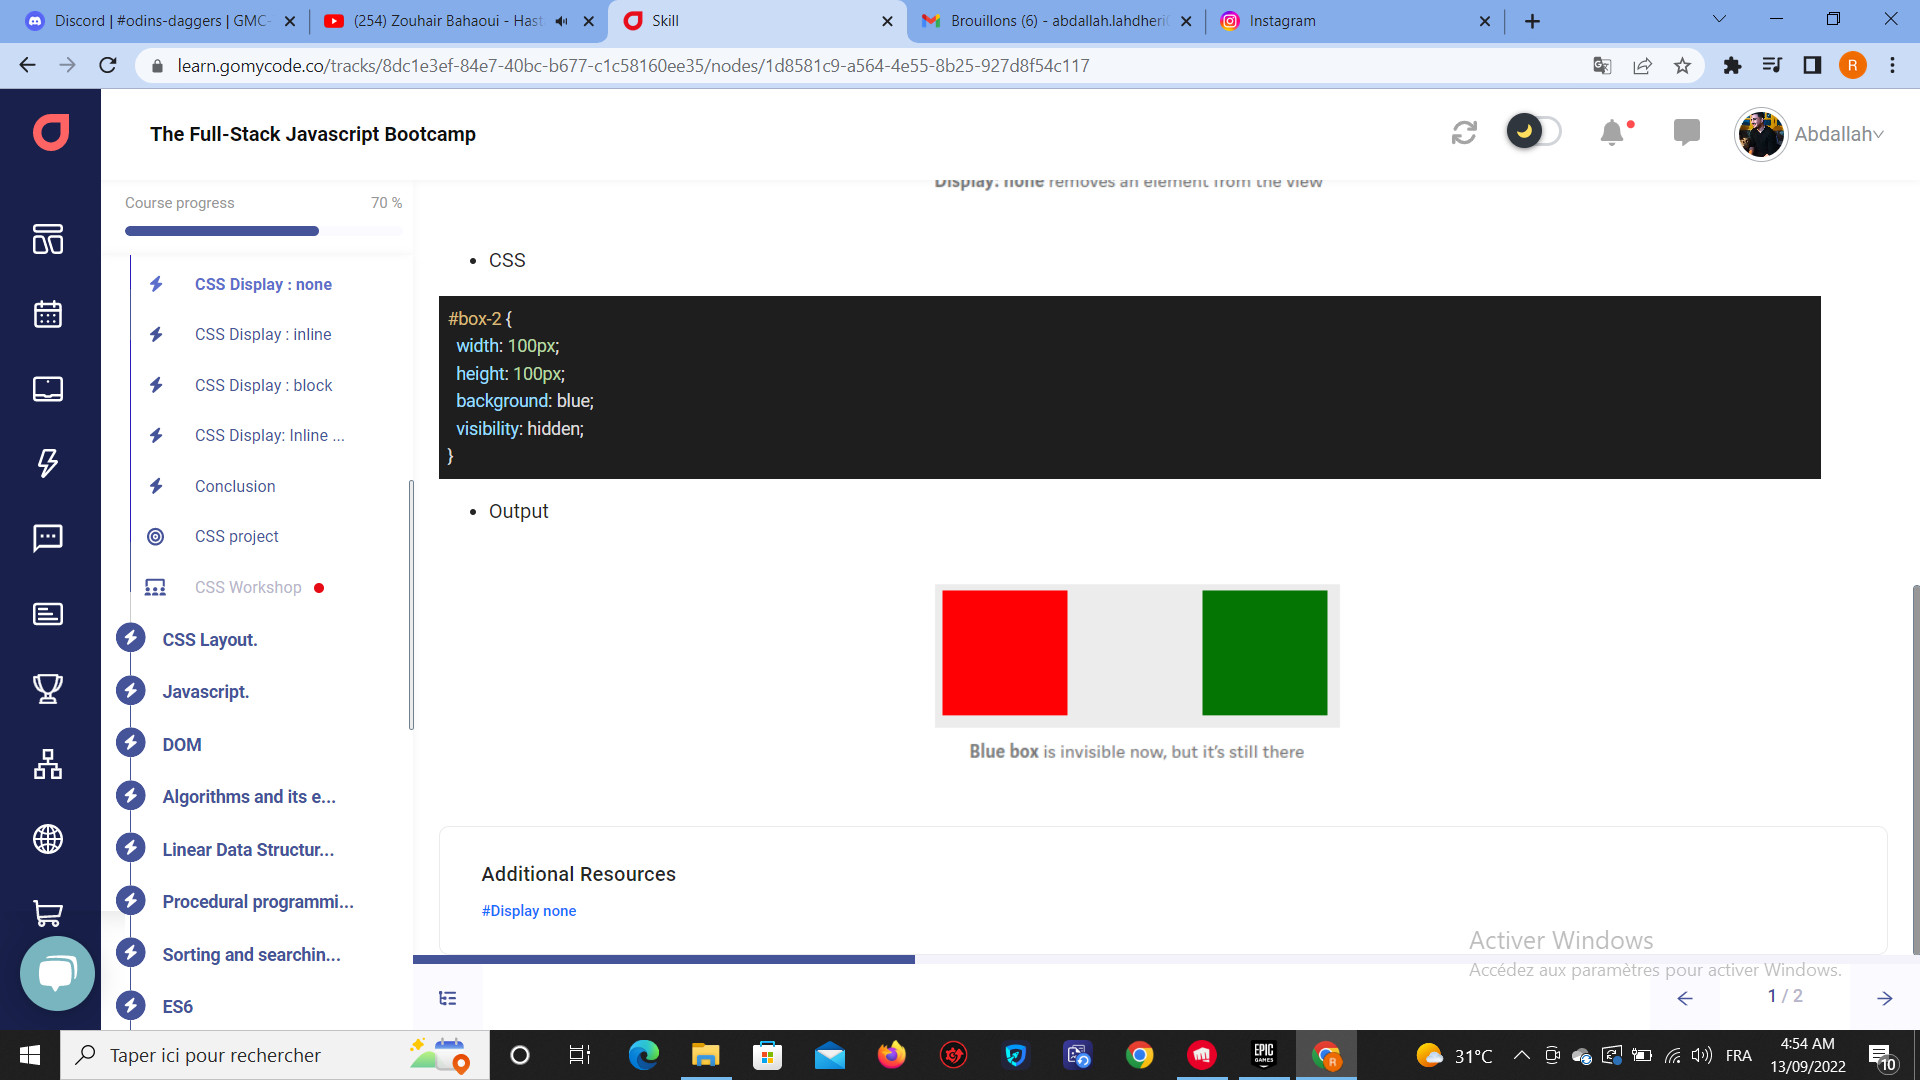 Discord | #odins-daggers | GMC-
(254) Zouhair Bahaoui - Hast
Skill
Brouillons (6) - abdallah.lahdheri
Instagram
learn.gomycode.co/tracks/8dc1e3ef-84e7-40bc-b677-c1c58160ee35/nodes/1d8581c9-a564-4e55-8b25-927d8f54c117
R
The Full-Stack Javascript Bootcamp
Abdallah
Course progress 70 %
Display: none removes an element from the view
CSS Display : none
CSS Display : inline
CSS Display : block
CSS Display: Inline ...
Conclusion
CSS project
CSS Workshop
CSS Layout.
Javascript.
DOM
Algorithms and its e...
Linear Data Structur...
Procedural programmi...
Sorting and searchin...
ES6
• CSS
#box-2 {
width: 100px;
height: 100px;
background: blue;
visibility: hidden;
}
• Output
Blue box is invisible now, but it's still there
Additional Resources
#Display none
Activer Windows
Accédez aux paramètres pour activer Windows.
1 / 2
Taper ici pour rechercher
EPIC
GAMES
R
31°C
FRA
4:54 AM
13/09/2022
10